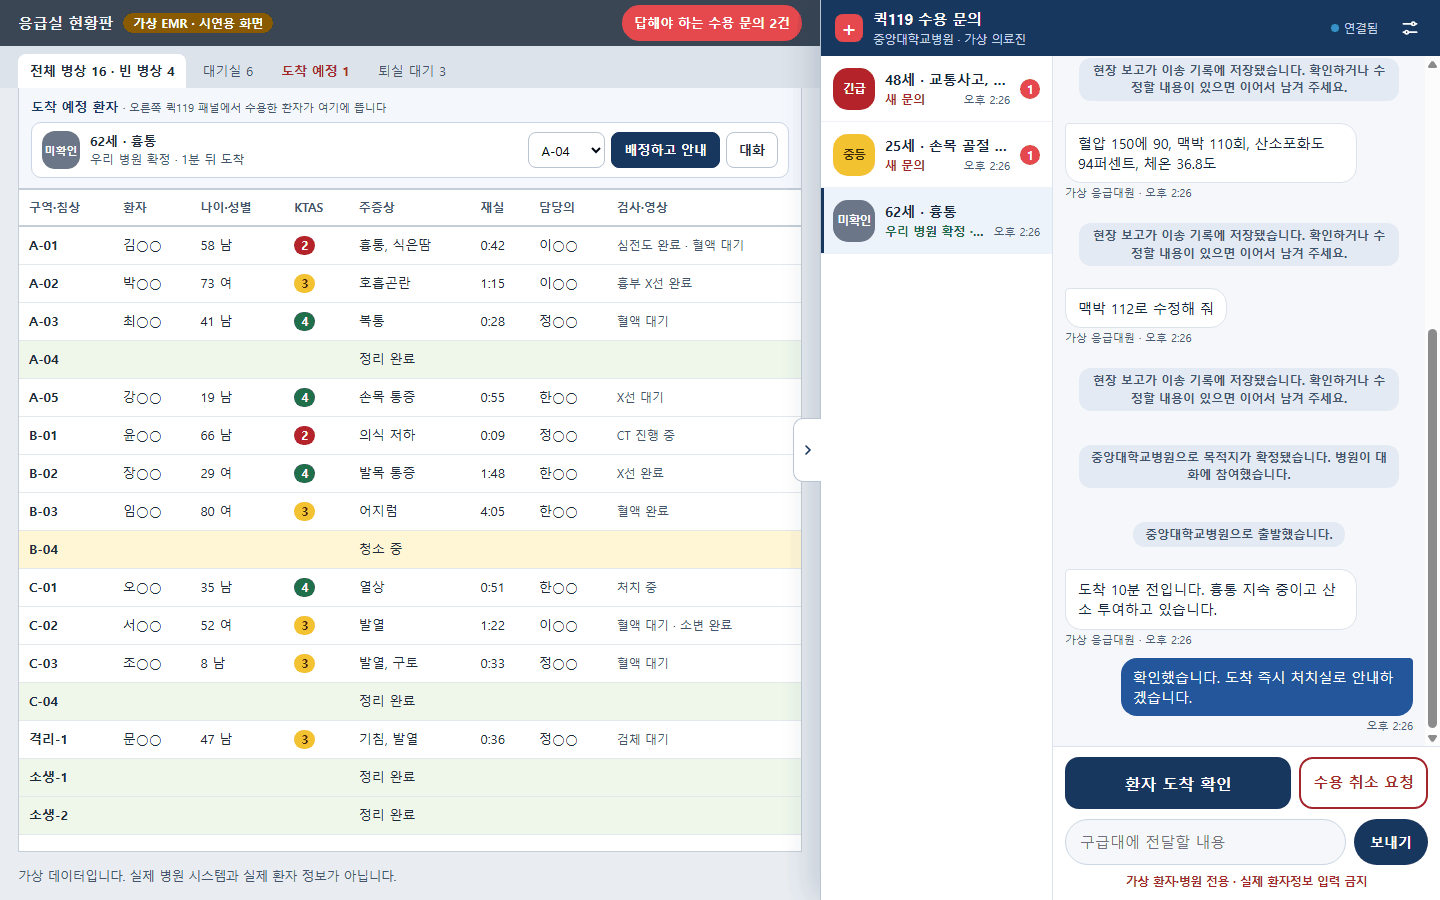 응급실 현황판
가상 EMR · 시연용 화면
답해야 하는 수용 문의 2건
전체 병상 16 · 빈 병상 4
대기실 6
도착 예정 1
퇴실 대기 3
도착 예정 환자 · 오른쪽 퀵119 패널에서 수용한 환자가 여기에 뜹니다
미확인
62세 · 흉통
우리 병원 확정 · 1분 뒤 도착
A-04
배정하고 안내
대화
구역·침상 환자 나이·성별 KTAS 주증상 재실 담당의 검사·영상
A-01 김○○ 58 남 2 흉통, 식은땀 0:42 이○○ 심전도 완료 · 혈액 대기
A-02 박○○ 73 여 3 호흡곤란 1:15 이○○ 흉부 X선 완료
A-03 최○○ 41 남 4 복통 0:28 정○○ 혈액 대기
A-04 정리 완료
A-05 강○○ 19 남 4 손목 통증 0:55 한○○ X선 대기
B-01 윤○○ 66 남 2 의식 저하 0:09 정○○ CT 진행 중
B-02 장○○ 29 여 4 발목 통증 1:48 한○○ X선 완료
B-03 임○○ 80 여 3 어지럼 4:05 한○○ 혈액 완료
B-04 청소 중
C-01 오○○ 35 남 4 열상 0:51 한○○ 처치 중
C-02 서○○ 52 여 3 발열 1:22 이○○ 혈액 대기 · 소변 완료
C-03 조○○ 8 남 3 발열, 구토 0:33 정○○ 혈액 대기
C-04 정리 완료
격리-1 문○○ 47 남 3 기침, 발열 0:36 정○○ 검체 대기
소생-1 정리 완료
소생-2 정리 완료
가상 데이터입니다. 실제 병원 시스템과 실제 환자 정보가 아닙니다.
퀵119 수용 문의
중앙대학교병원 · 가상 의료진
연결됨
긴급
48세 · 교통사고, ...
새 문의 오후 2:26
1
중등
25세 · 손목 골절 ...
새 문의 오후 2:26
1
미확인
62세 · 흉통
우리 병원 확정 ·... 오후 2:26
현장 보고가 이송 기록에 저장됐습니다. 확인하거나 수
정할 내용이 있으면 이어서 남겨 주세요.
혈압 150에 90, 맥박 110회, 산소포화도
94퍼센트, 체온 36.8도
가상 응급대원 · 오후 2:26
현장 보고가 이송 기록에 저장됐습니다. 확인하거나 수
정할 내용이 있으면 이어서 남겨 주세요.
맥박 112로 수정해 줘
가상 응급대원 · 오후 2:26
현장 보고가 이송 기록에 저장됐습니다. 확인하거나 수
정할 내용이 있으면 이어서 남겨 주세요.
중앙대학교병원으로 목적지가 확정됐습니다. 병원이 대
화에 참여했습니다.
중앙대학교병원으로 출발했습니다.
도착 10분 전입니다. 흉통 지속 중이고 산
소 투여하고 있습니다.
가상 응급대원 · 오후 2:26
확인했습니다. 도착 즉시 처치실로 안내하
겠습니다.
오후 2:26
환자 도착 확인
수용 취소 요청
구급대에 전달할 내용
보내기
가상 환자·병원 전용 · 실제 환자정보 입력 금지